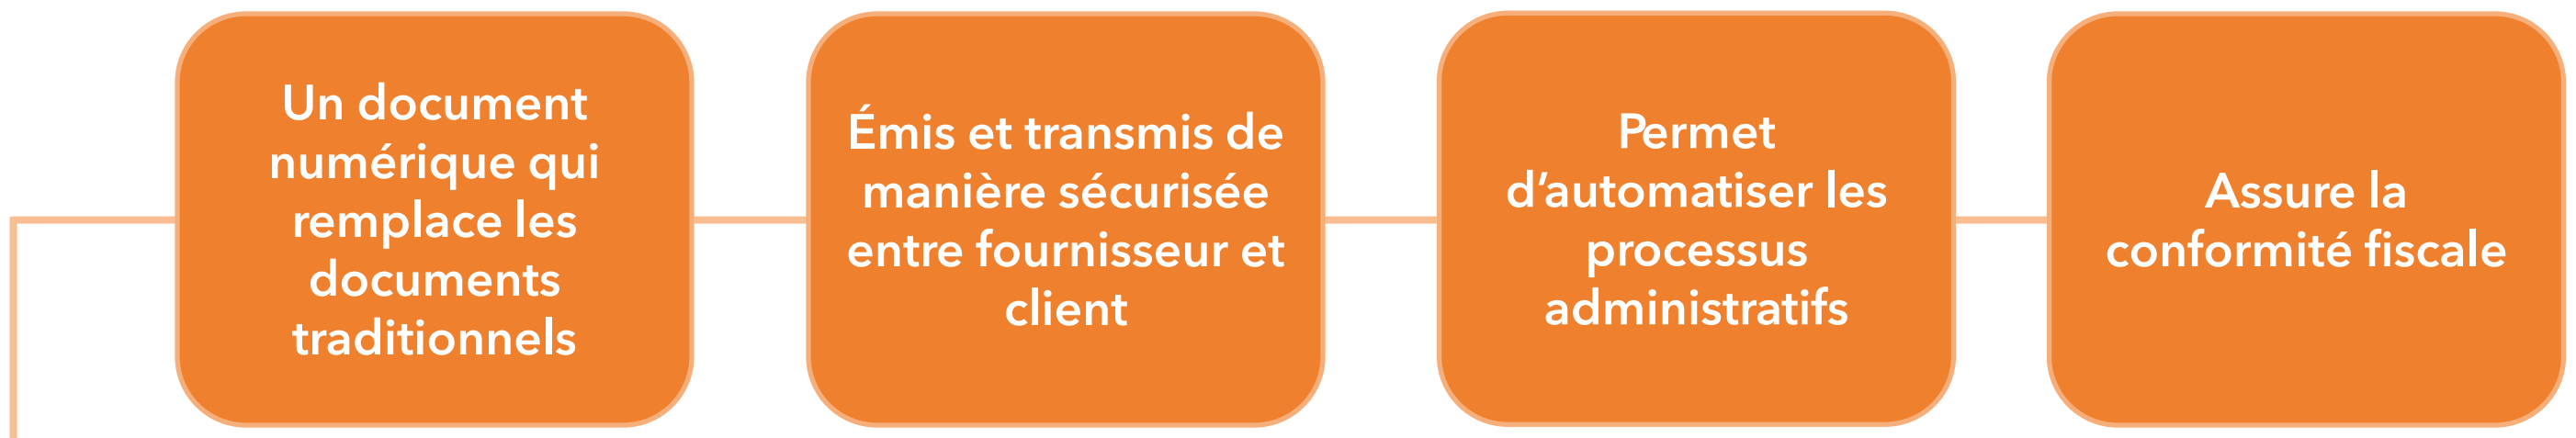 Un document
numérique qui
remplace les
documents
traditionnels
Émis et transmis de
manière sécurisée
entre fournisseur et
client
Permet
d’automatiser les
processus
administratifs
Assure la
conformité fiscale